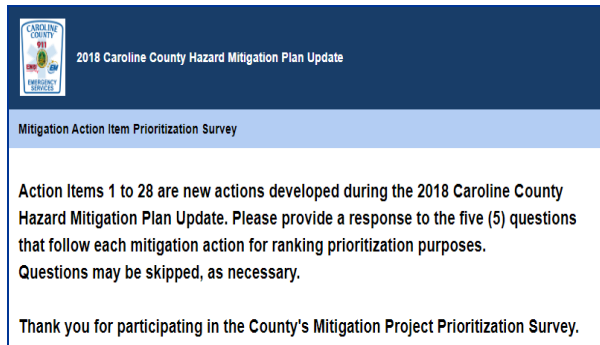 CAROLINE
COUNTY
911
EMERGENCY
SERVICES
2018 Caroline County Hazard Mitigation Plan Update
Mitigation Action Item Prioritization Survey
Action Items 1 to 28 are new actions developed during the 2018 Caroline County
Hazard Mitigation Plan Update. Please provide a response to the five (5) questions
that follow each mitigation action for ranking prioritization purposes.
Questions may be skipped, as necessary.
Thank you for participating in the County's Mitigation Project Prioritization Survey.